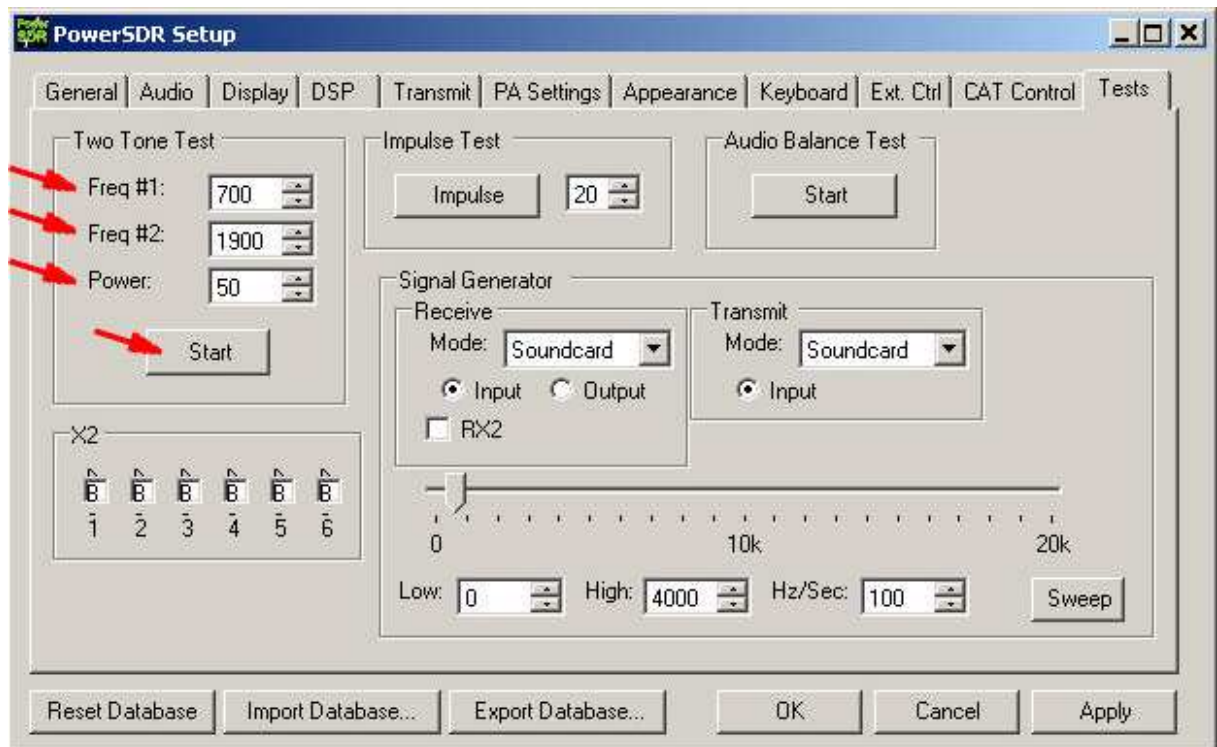 PowerSDR Setup
General Audio Display DSP Transmit PA Settings Appearance Keyboard Ext. Ctrl CAT Control Tests
Two Tone Test
Freq #1: 700
Freq #2: 1900
Power: 50
Start
Impulse Test
Impulse 20
Audio Balance Test
Start
Signal Generator
Receive
Mode: Soundcard
Input Output
RX2
Transmit
Mode: Soundcard
Input
X2
1 2 3 4 5 6
0 10k 20k
Low: 0 High: 4000 Hz/Sec: 100 Sweep
Reset Database Import Database... Export Database... OK Cancel Apply